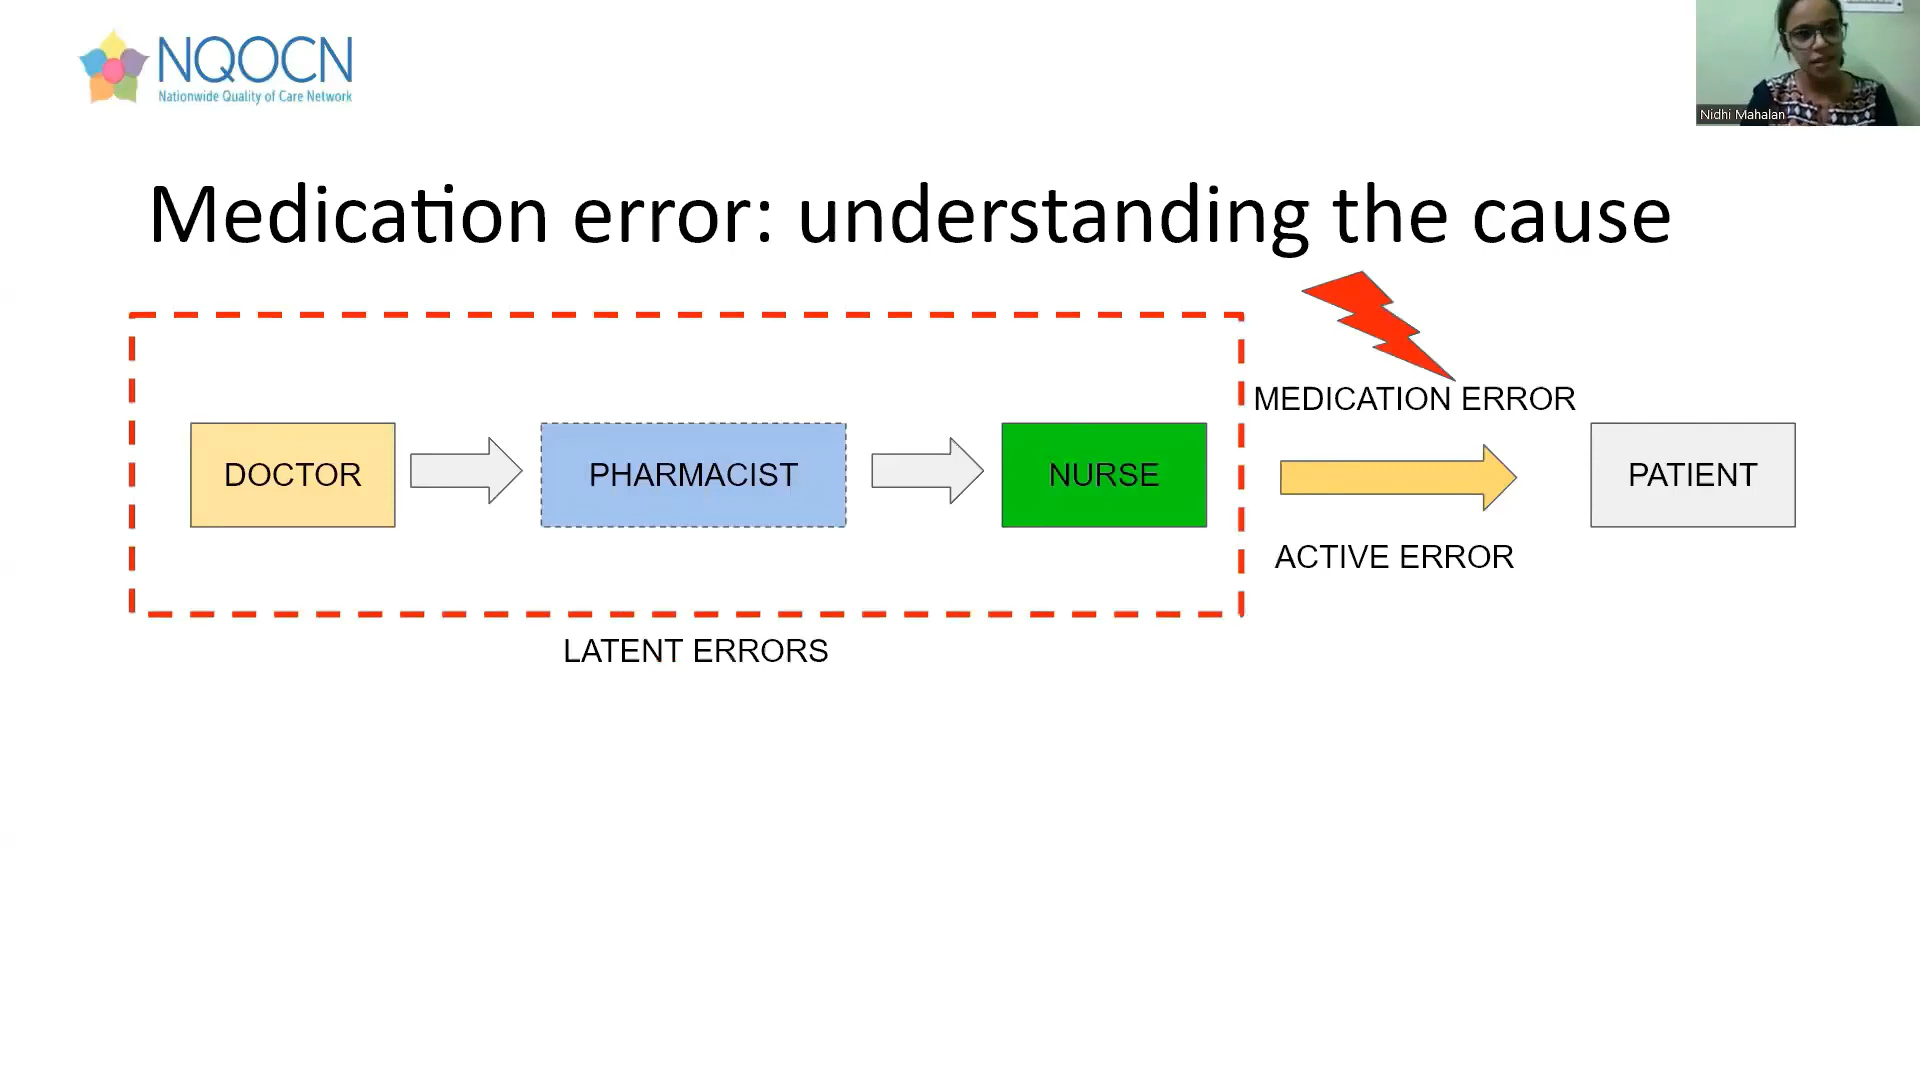 NQOCN
Nationwide Quality of Care Network
Nidhi Mahalan
Medication error: understanding the cause
MEDICATION ERROR
DOCTOR
PHARMACIST
NURSE
PATIENT
ACTIVE ERROR
LATENT ERRORS